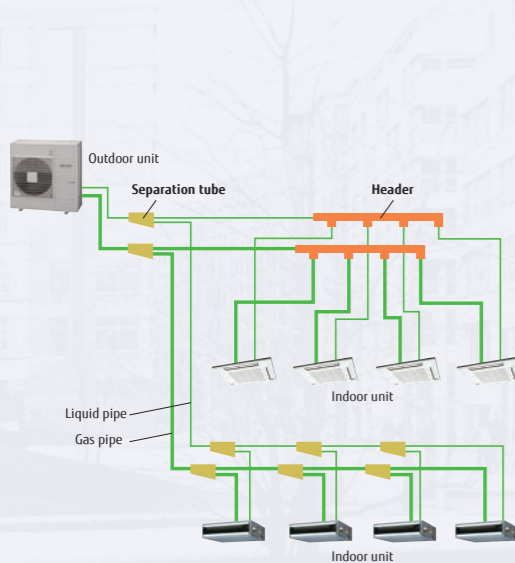 Outdoor unit
Separation tube
Header
Indoor unit
Liquid pipe
Gas pipe
Indoor unit